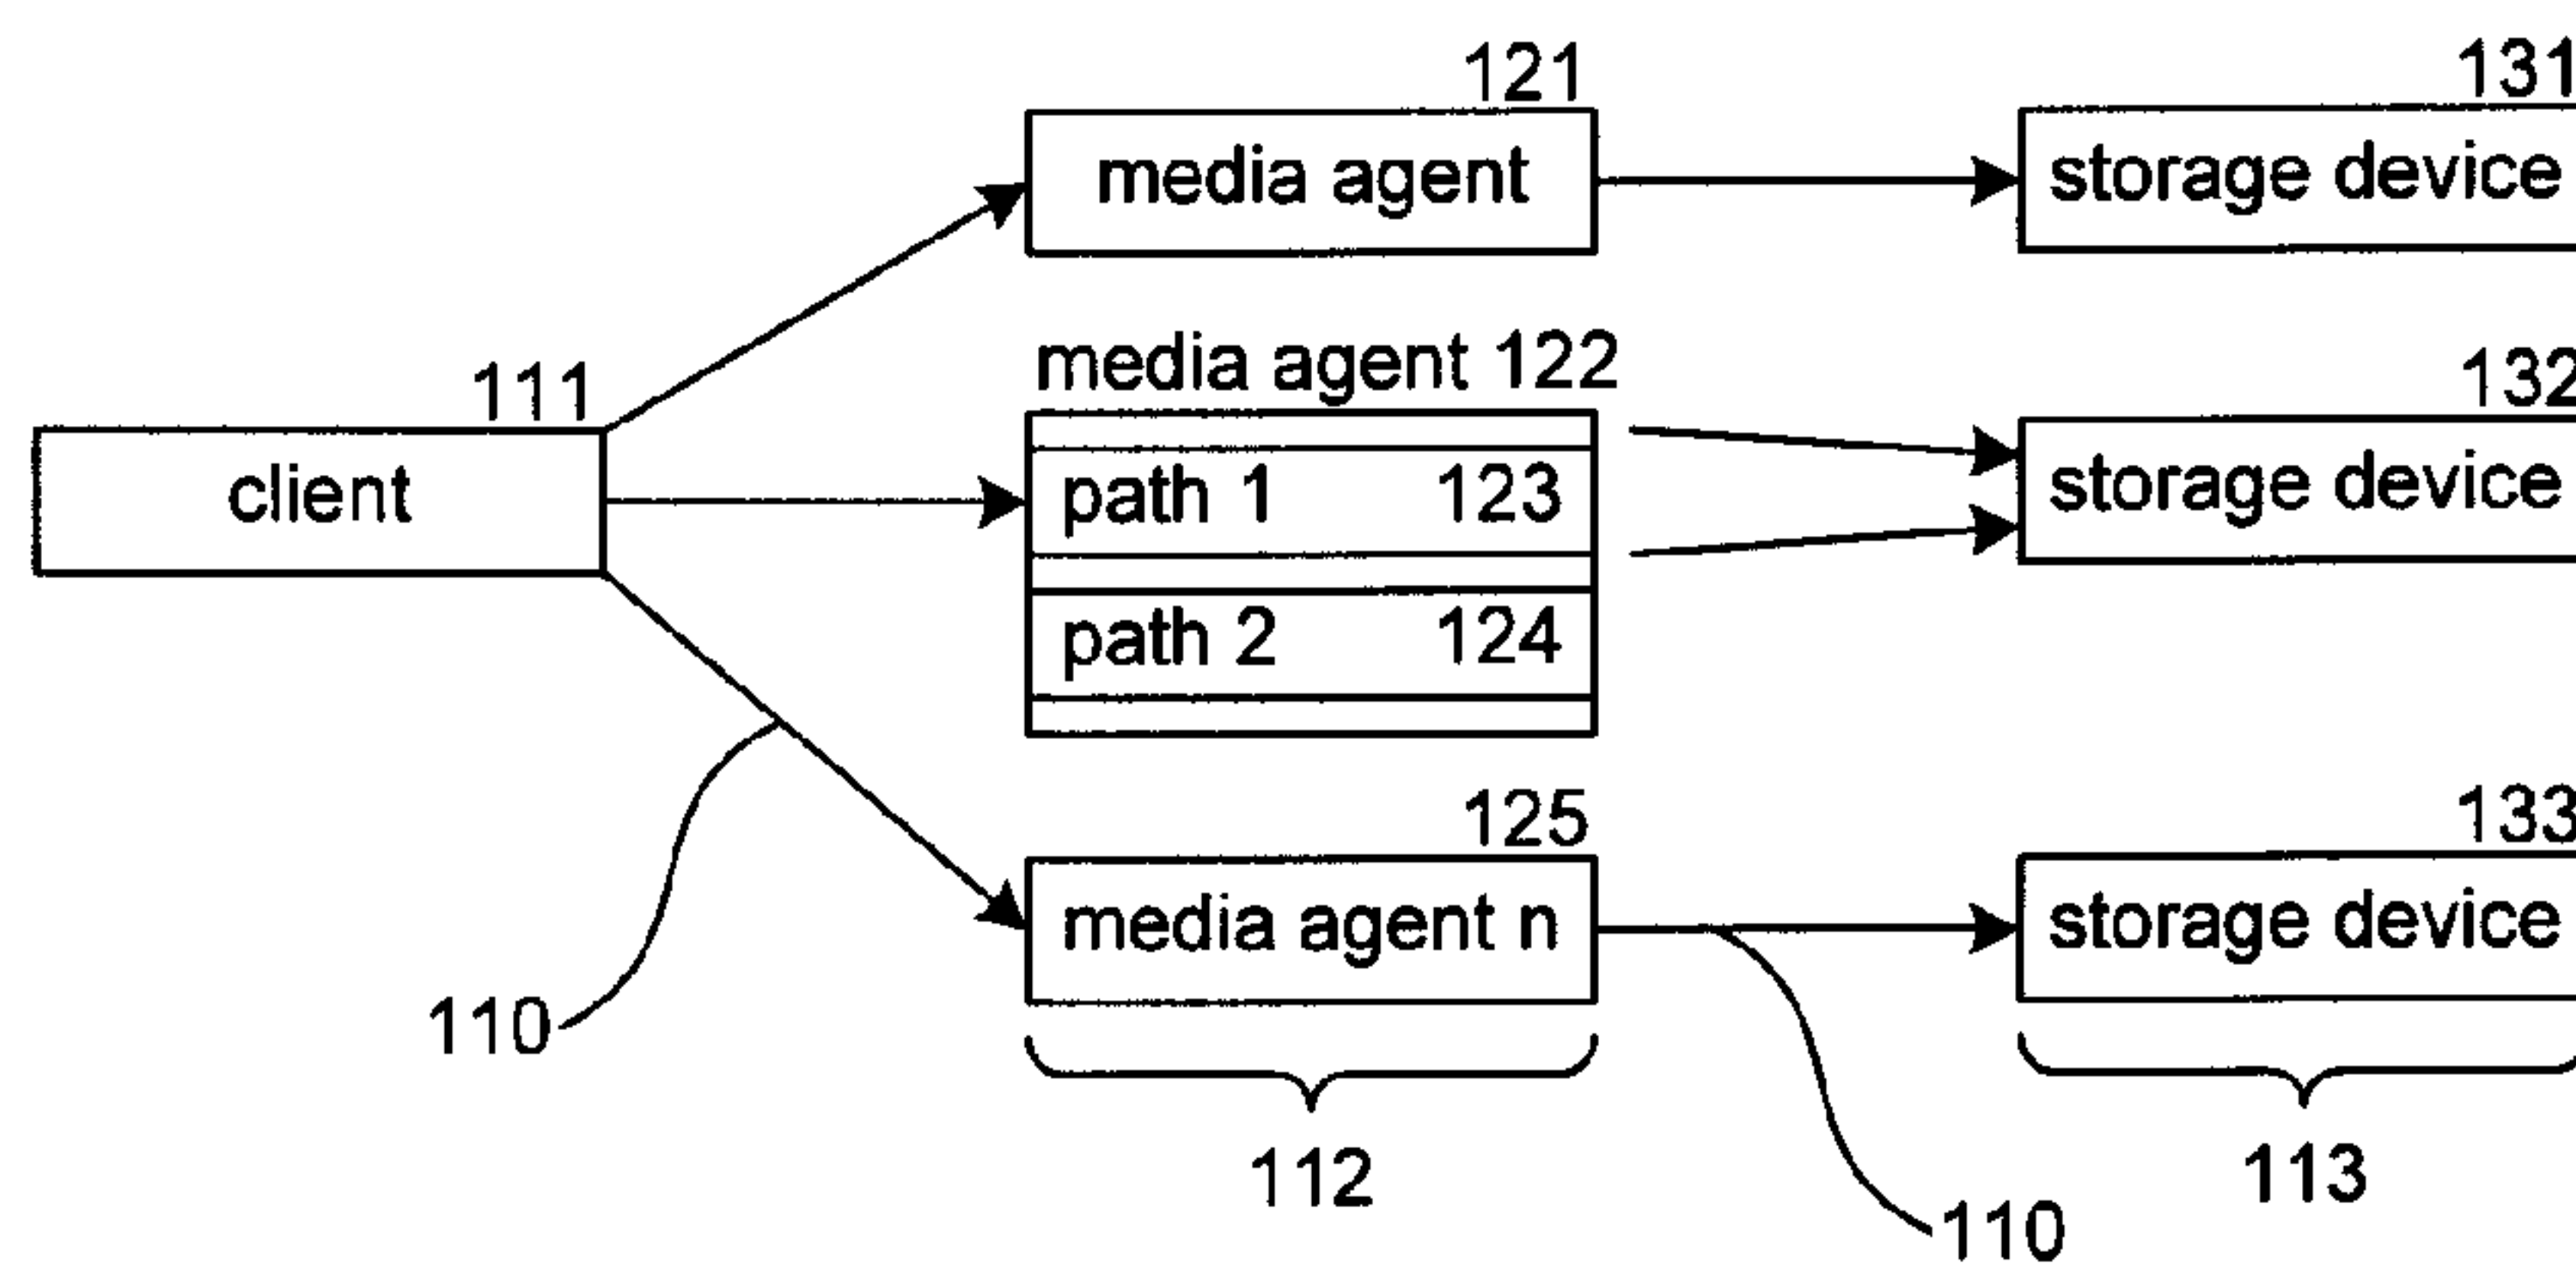 121
131
media agent
storage device
media agent 122
111
132
client
path 1 123
storage device
path 2 124
125
133
media agent n
storage device
110
112
113
110